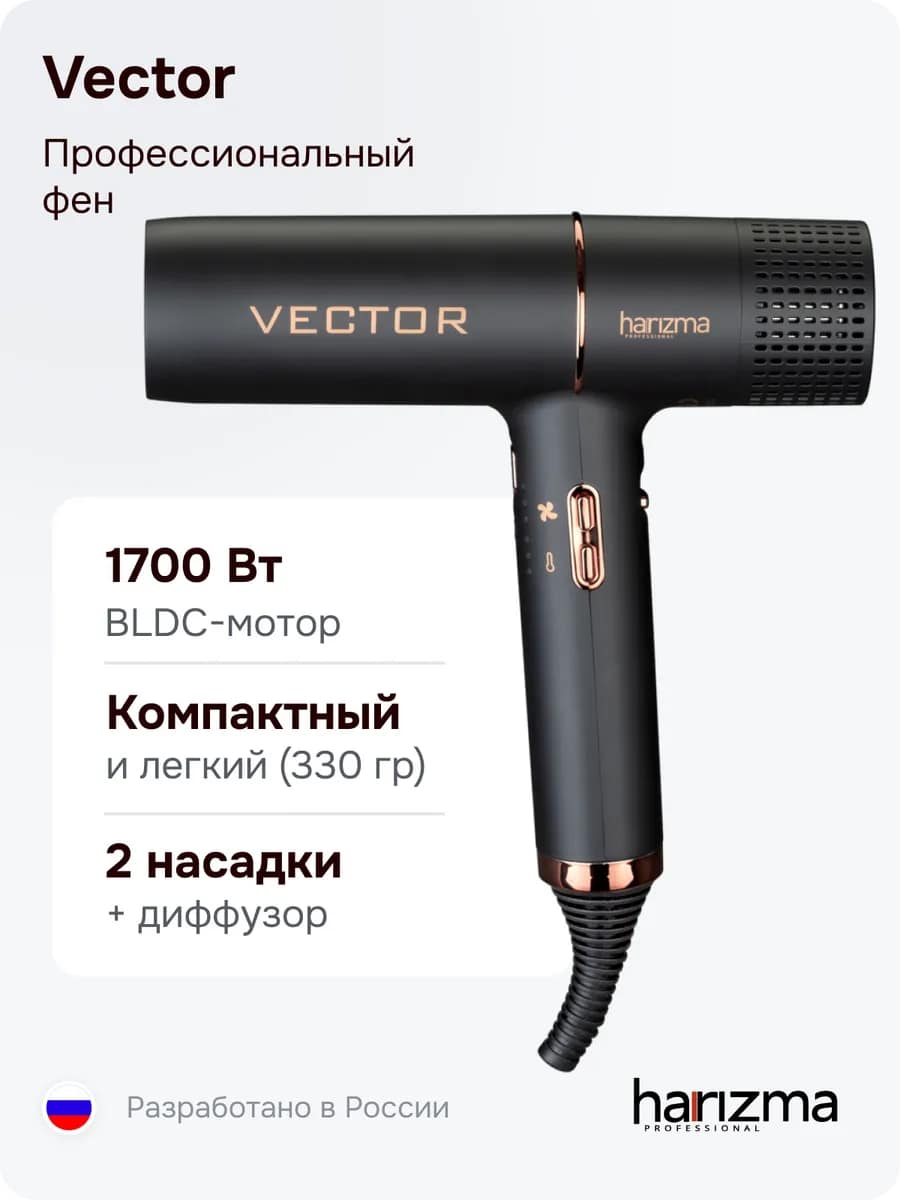 Vector
Профессиональный
фен
VECTOR
harizma
PROFESSIONAL
1700 Вт
BLDC-мотор
Компактный
и легкий (330 гр)
2 насадки
+ диффузор
Разработано в России
harizma
PROFESSIONAL